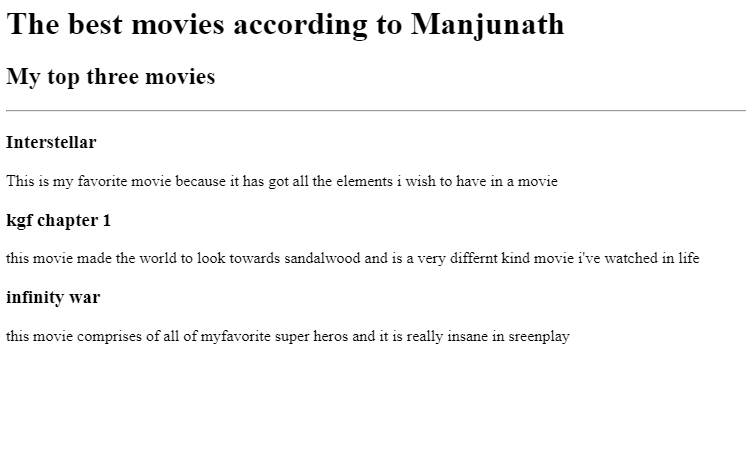 The best movies according to Manjunath
My top three movies
Interstellar
This is my favorite movie because it has got all the elements i wish to have in a movie
kgf chapter 1
this movie made the world to look towards sandalwood and is a very differnt kind movie i've watched in life
infinity war
this movie comprises of all of myfavorite super heros and it is really insane in sreenplay